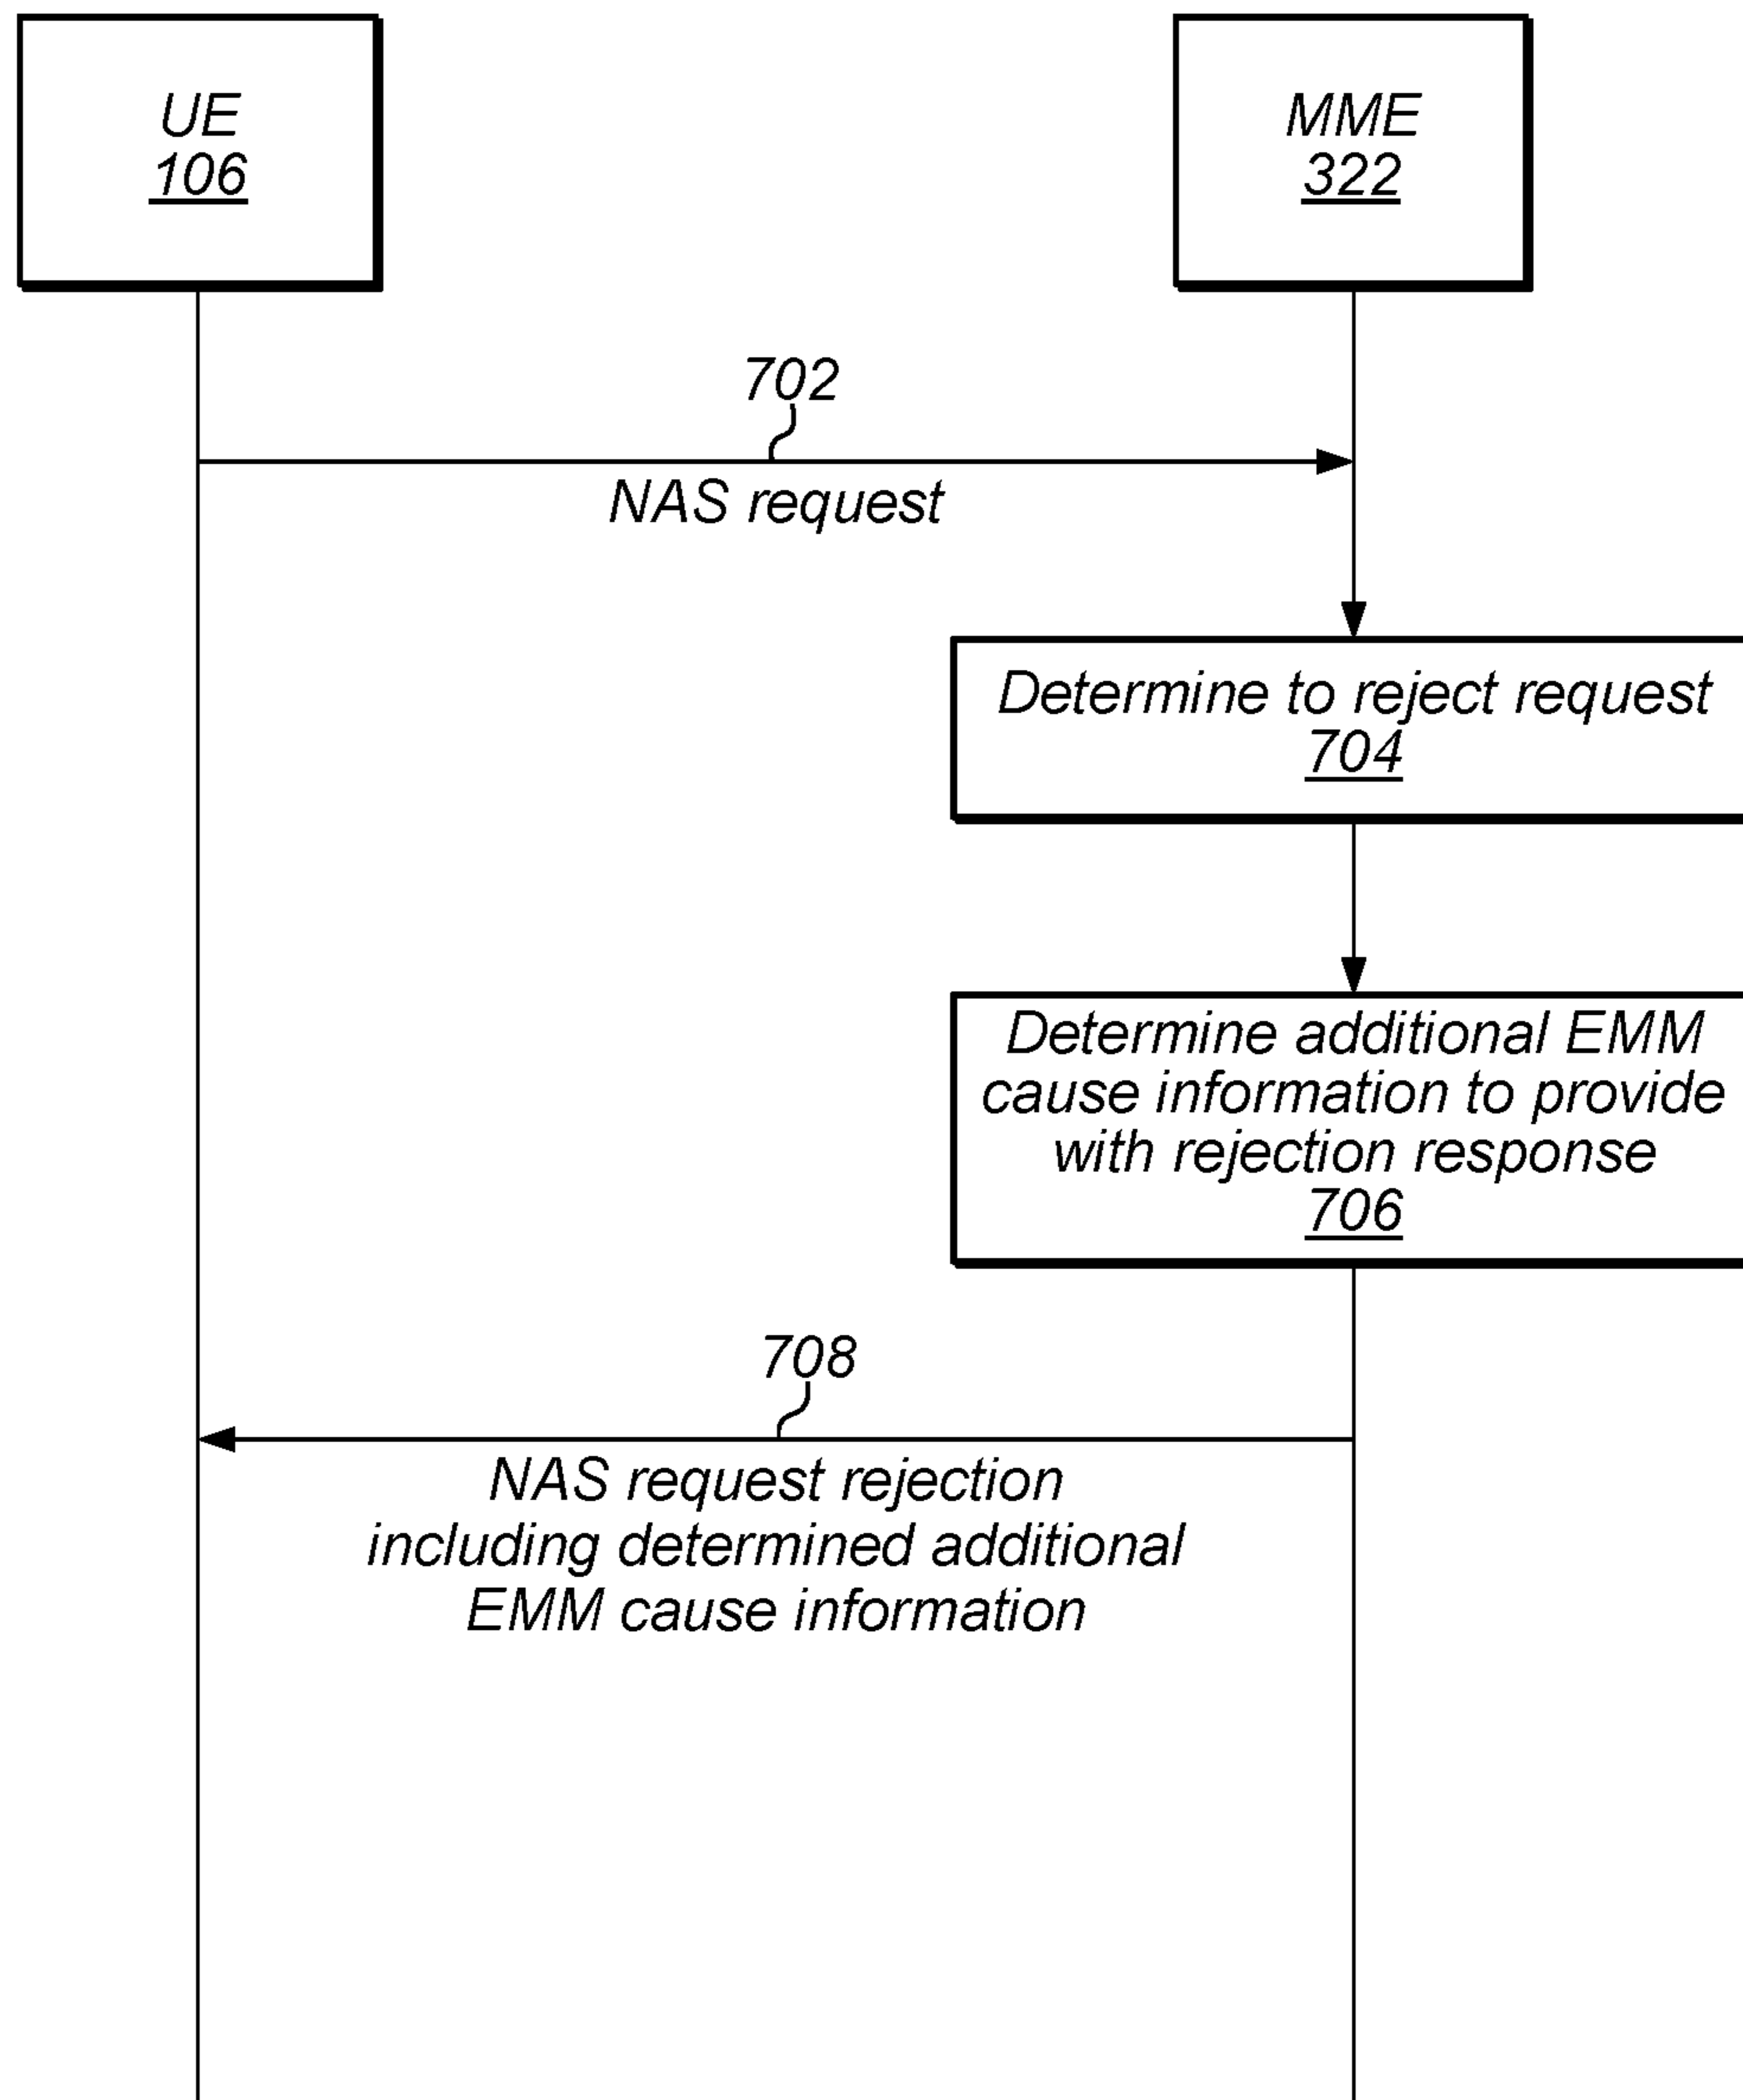 UE
106
MME
322
702
NAS request
Determine to reject request
704
Determine additional EMM
cause information to provide
with rejection response
706
708
NAS request rejection
including determined additional
EMM cause information